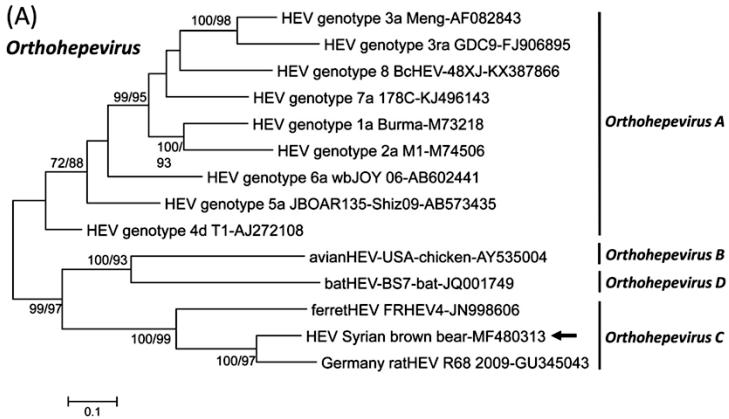 (A)
Orthohepevirus
100/98
HEV genotype 3a Meng-AF082843
HEV genotype 3ra GDC9-FJ906895
HEV genotype 8 BcHEV-48XJ-KX387866
99/95
HEV genotype 7a 178C-KJ496143
HEV genotype 1a Burma-M73218
Orthohepevirus A
100/
93
HEV genotype 2a M1-M74506
72/88
HEV genotype 6a wbJOY 06-AB602441
HEV genotype 5a JBOAR135-Shiz09-AB573435
HEV genotype 4d T1-AJ272108
100/93
avianHEV-USA-chicken-AY535004
Orthohepevirus B
batHEV-BS7-bat-JQ001749
Orthohepevirus D
99/97
ferretHEV FRHEV4-JN998606
100/99
HEV Syrian brown bear-MF480313
Orthohepevirus C
100/97
Germany ratHEV R68 2009-GU345043
0.1